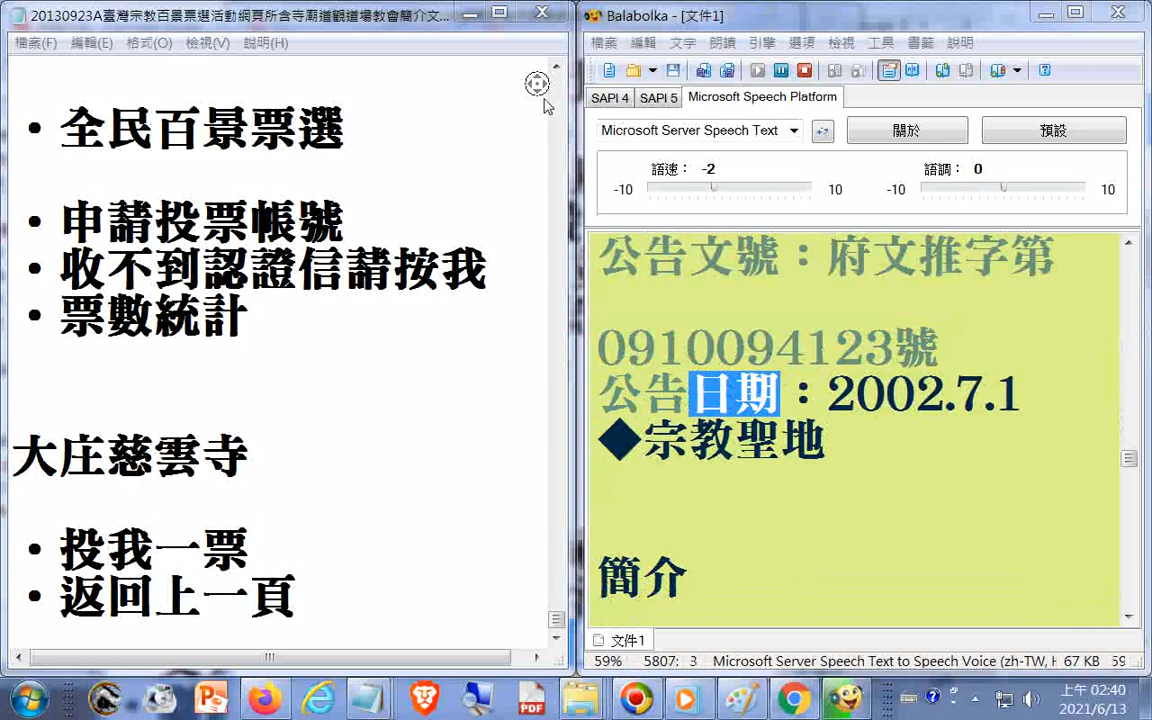 20130923A臺灣宗教百景票選活動網頁所含寺廟道觀道場教會簡介文...
檔案(F) 編輯(E) 格式(O) 檢視(V) 說明(H)
• 全民百景票選
• 申請投票帳號
• 收不到認證信請按我
• 票數統計
大庄慈雲寺
• 投我一票
• 返回上一頁
Balabolka - [文件1]
檔案 編輯 文字 朗讀 引擎 選項 檢視 工具 書籤 說明
SAPI 4 SAPI 5 Microsoft Speech Platform
Microsoft Server Speech Text 關於 預設
語速： -2 語調： 0
-10 10 -10 10
公告文號：府文推字第
0910094123號
公告日期：2002.7.1
◆宗教聖地
簡介
文件1
59% 5807: 3 Microsoft Server Speech Text to Speech Voice (zh-TW, H 67 KB 59
上午 02:40
2021/6/13